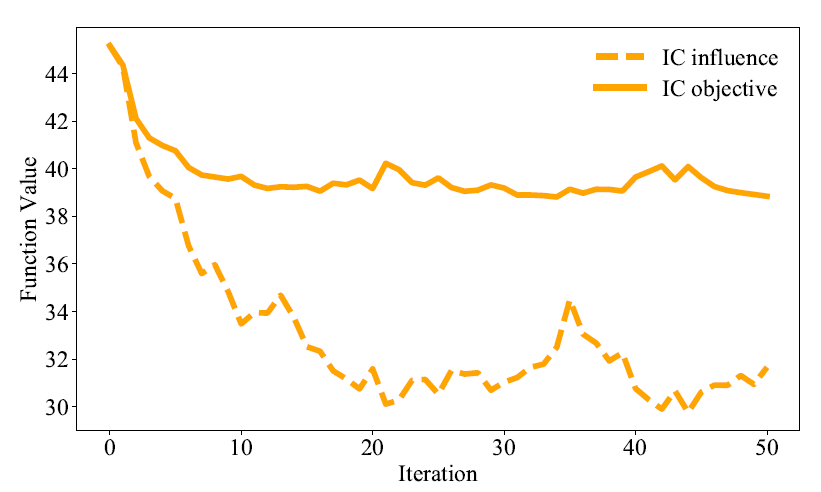 IC influence
IC objective
Function Value
44
42
40
38
36
34
32
30
0 10 20 30 40 50
Iteration